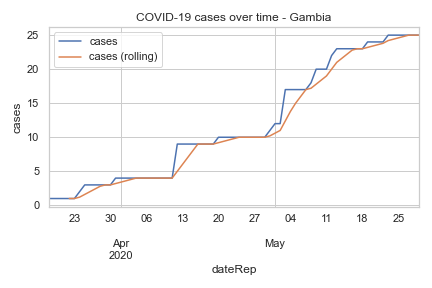 COVID-19 cases over time - Gambia
cases
cases (rolling)
25
20
15
10
5
0
cases
23 30 06 13 20 27 04 11 18 25
Apr May
2020
dateRep